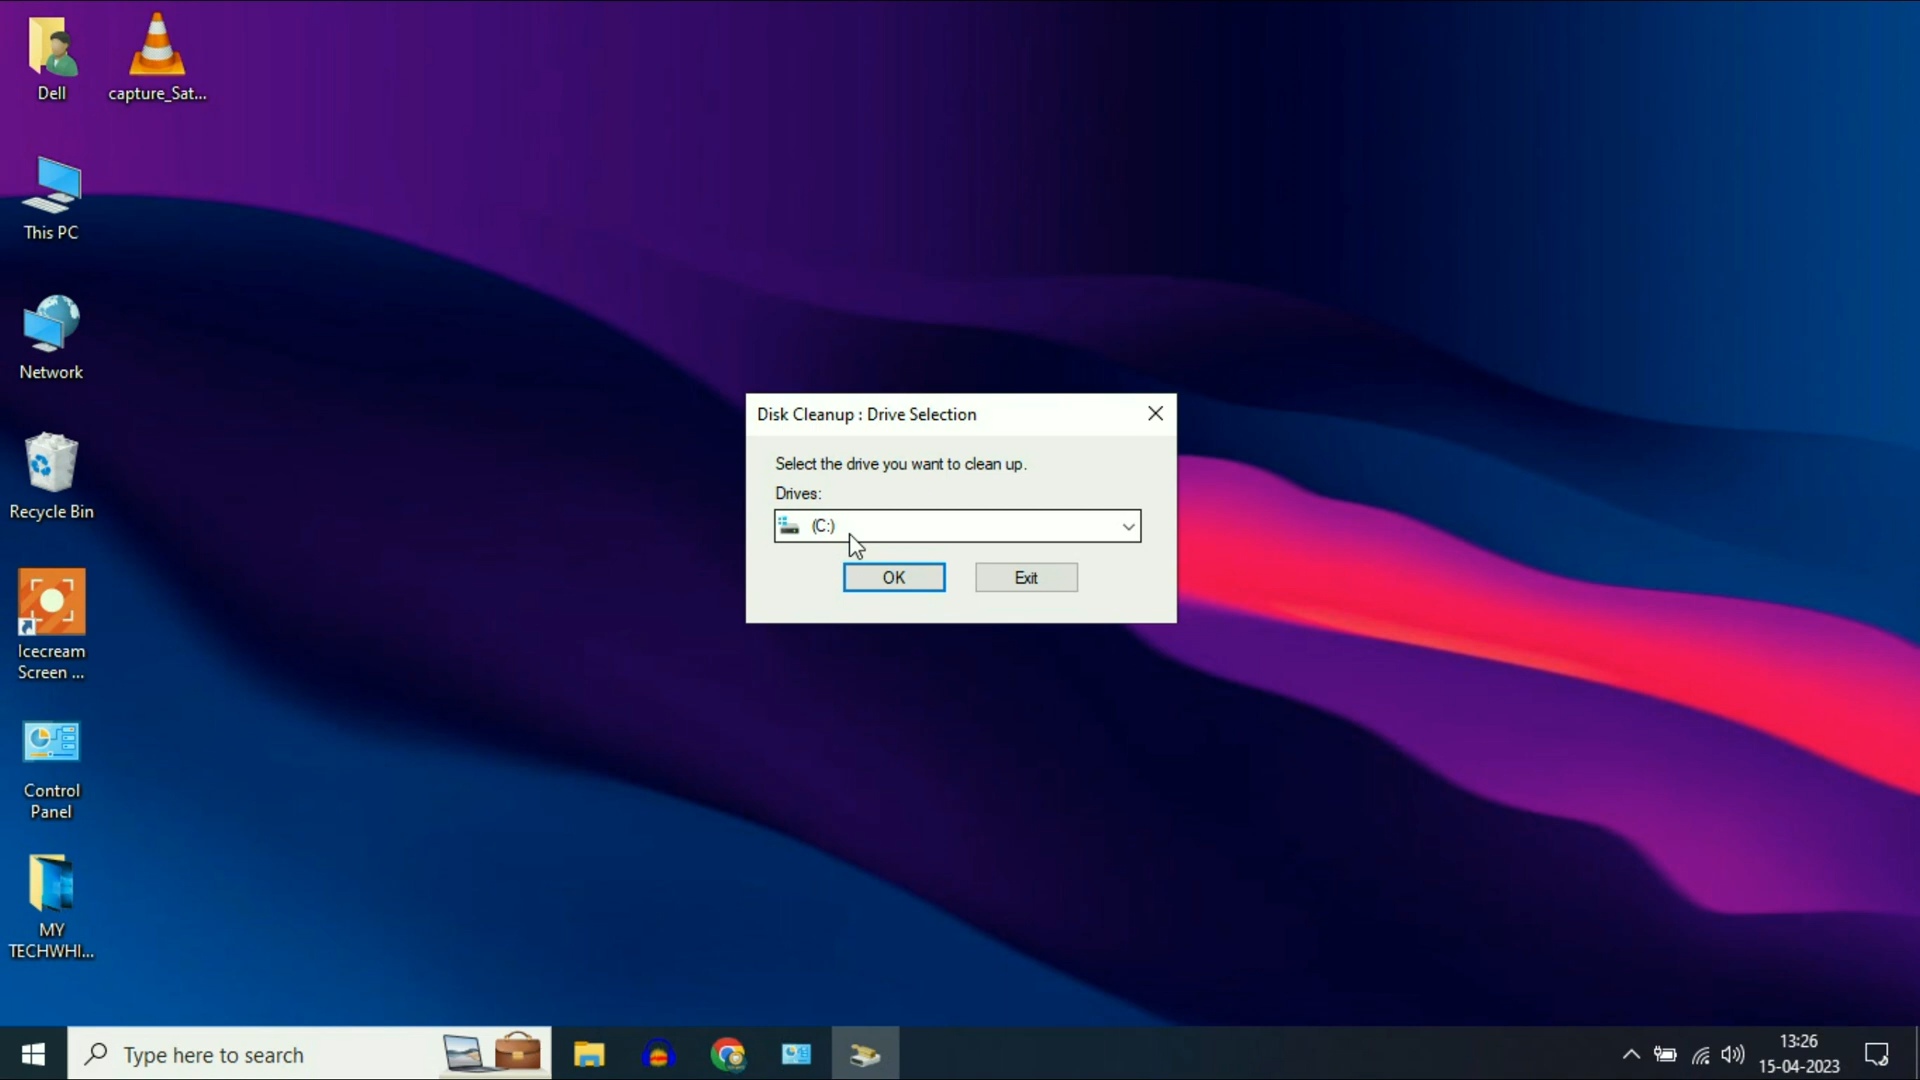 Dell
capture_Sat...
This PC
Network
Recycle Bin
Icecream
Screen ...
Control
Panel
MY
TECHWHI...
Disk Cleanup : Drive Selection
Select the drive you want to clean up.
Drives:
(C:)
OK
Exit
Type here to search
13:26
15-04-2023